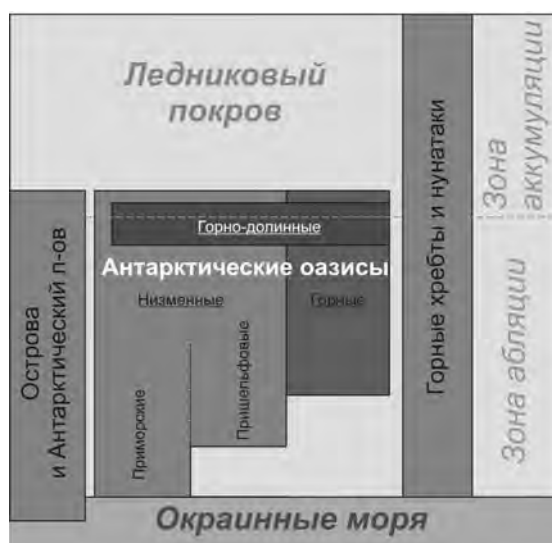 Ледниковый
покров
Зона
аккумуляции
Горно-долинные
Антарктические оазисы
Низменные
Горные
Острова
и Антарктический п-ов
Приморские
Пришельфовые
Горные хребты и нунатаки
Зона абляции
Окраинные моря